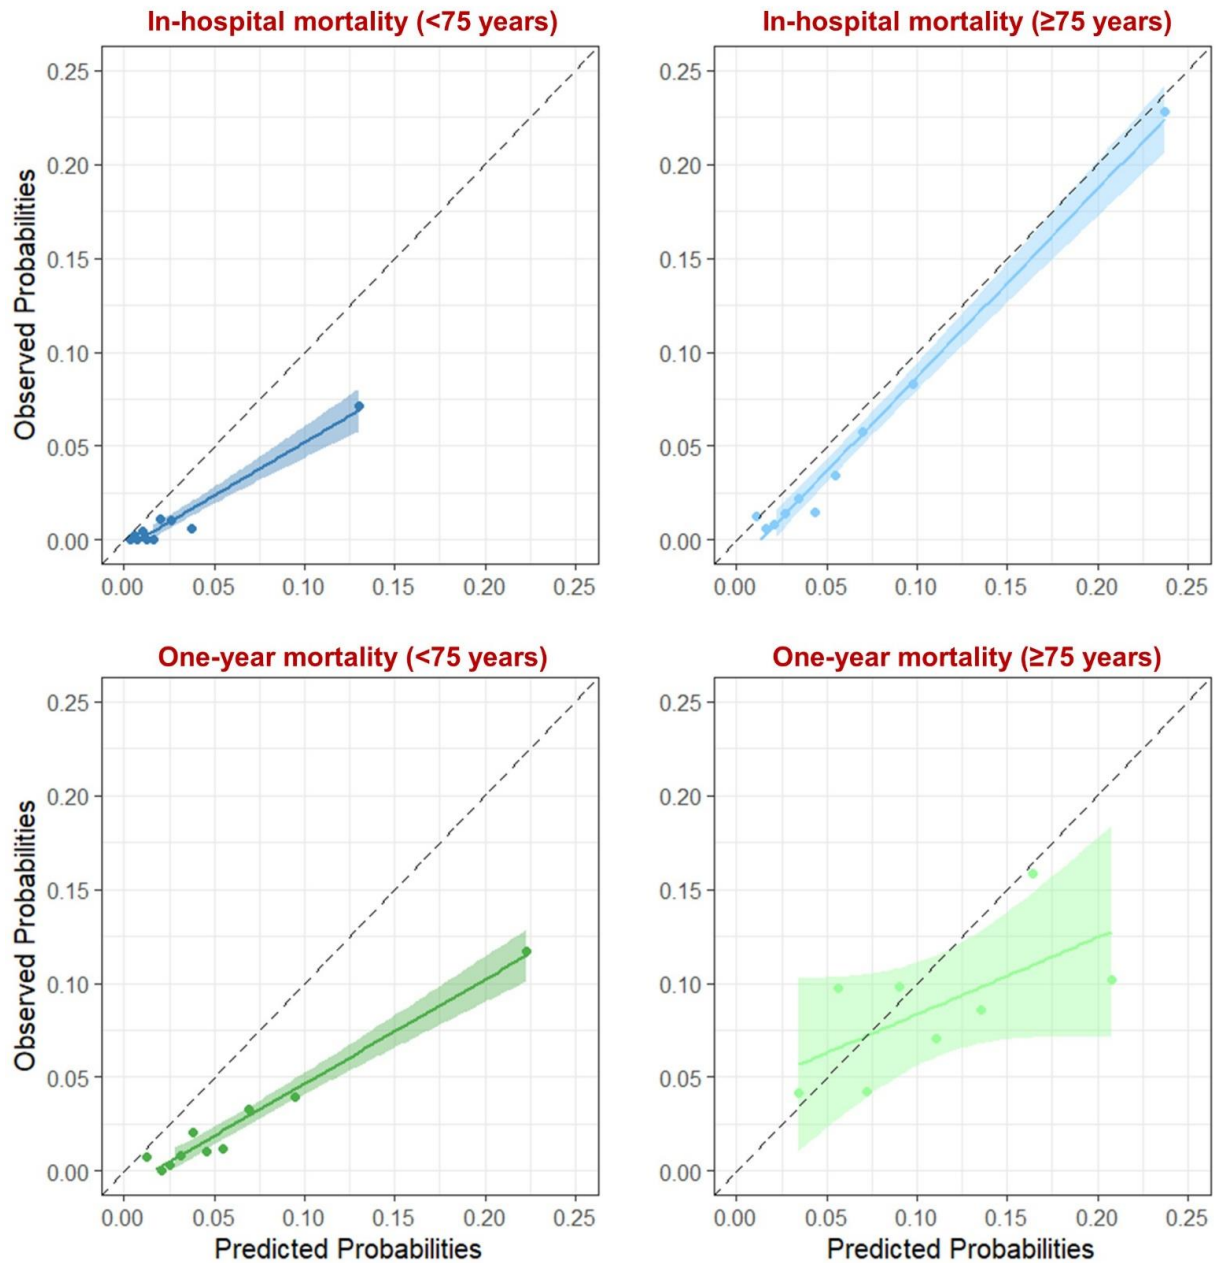 In-hospital mortality (<75 years)
In-hospital mortality (≥75 years)
Observed Probabilities
0.25
0.20
0.15
0.10
0.05
0.00
0.00 0.05 0.10 0.15 0.20 0.25
0.25
0.20
0.15
0.10
0.05
0.00
0.00 0.05 0.10 0.15 0.20 0.25
One-year mortality (<75 years)
One-year mortality (≥75 years)
Observed Probabilities
0.25
0.20
0.15
0.10
0.05
0.00
0.00 0.05 0.10 0.15 0.20 0.25
Predicted Probabilities
0.25
0.20
0.15
0.10
0.05
0.00
0.00 0.05 0.10 0.15 0.20 0.25
Predicted Probabilities